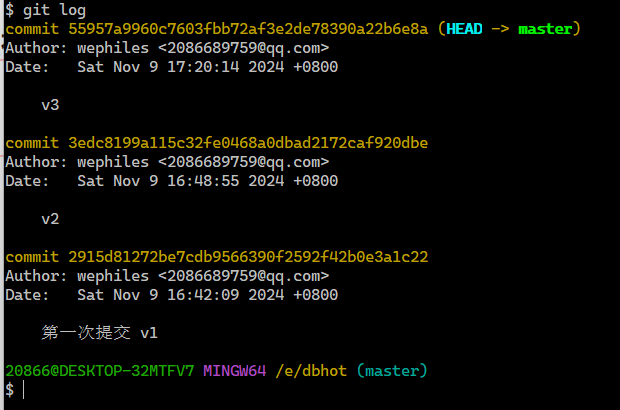 $ git log
commit 55957a9960c7603fbb72af3e2de78390a22b6e8a (HEAD -> master)
Author: wephiles <2086689759@qq.com>
Date:   Sat Nov 9 17:20:14 2024 +0800
v3
commit 3edc8199a115c32fe0468a0dbad2172caf920dbe
Author: wephiles <2086689759@qq.com>
Date:   Sat Nov 9 16:48:55 2024 +0800
v2
commit 2915d81272be7cdb9566390f2592f42b0e3a1c22
Author: wephiles <2086689759@qq.com>
Date:   Sat Nov 9 16:42:09 2024 +0800
第一次提交 v1
20866@DESKTOP-32MTFV7 MINGW64 /e/dbhot (master)
$